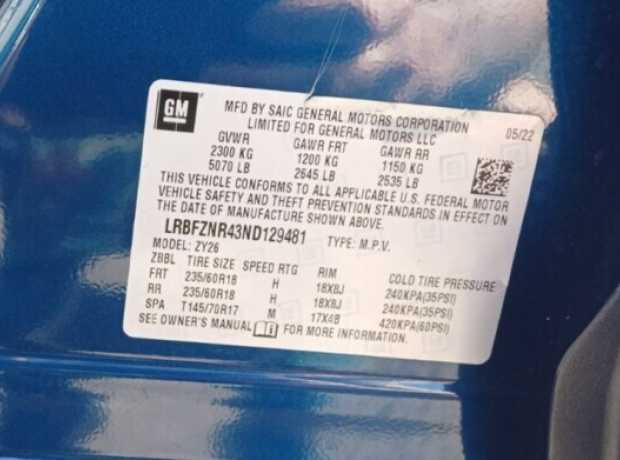 GM
MFD BY SAIC GENERAL MOTORS CORPORATION
LIMITED FOR GENERAL MOTORS LLC 05/22
GVWR GAWR FRT GAWR RR
2300 KG 1200 KG 1150 KG
5070 LB 2645 LB 2535 LB
THIS VEHICLE CONFORMS TO ALL APPLICABLE U.S. FEDERAL MOTOR
VEHICLE SAFETY AND THEFT PREVENTION STANDARDS IN EFFECT ON
THE DATE OF MANUFACTURE SHOWN ABOVE.
LRBFZNR43ND129481 TYPE: M.P.V.
MODEL: ZY26
ZBBL TIRE SIZE SPEED RTG RIM COLD TIRE PRESSURE
FRT 235/60R18 H 18X8J 240KPA(35PSI)
RR 235/60R18 H 18X8J 240KPA(35PSI)
SPA T145/70R17 M 17X4B 420KPA(60PSI)
SEE OWNER'S MANUAL FOR MORE INFORMATION.